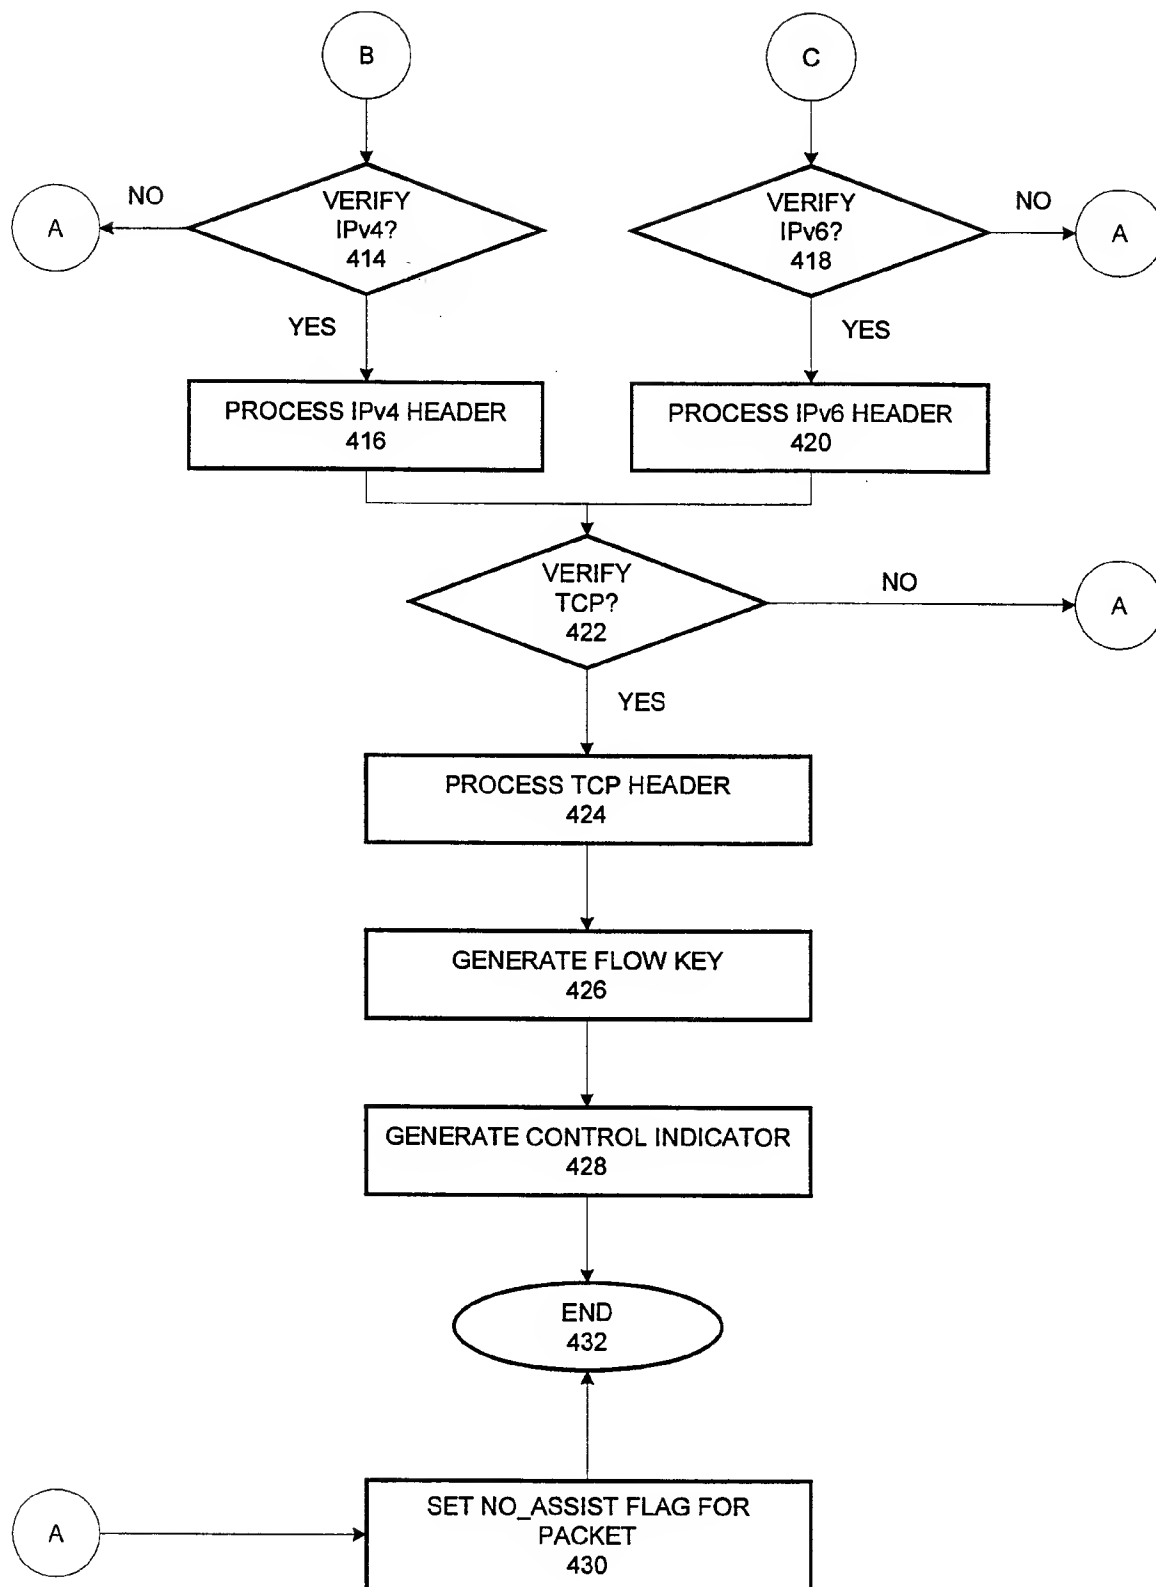 B
C
VERIFY
IPv4?
414
NO
A
YES
VERIFY
IPv6?
418
NO
A
YES
PROCESS IPv4 HEADER
416
PROCESS IPv6 HEADER
420
VERIFY
TCP?
422
NO
A
YES
PROCESS TCP HEADER
424
GENERATE FLOW KEY
426
GENERATE CONTROL INDICATOR
428
END
432
A
SET NO_ASSIST FLAG FOR
PACKET
430